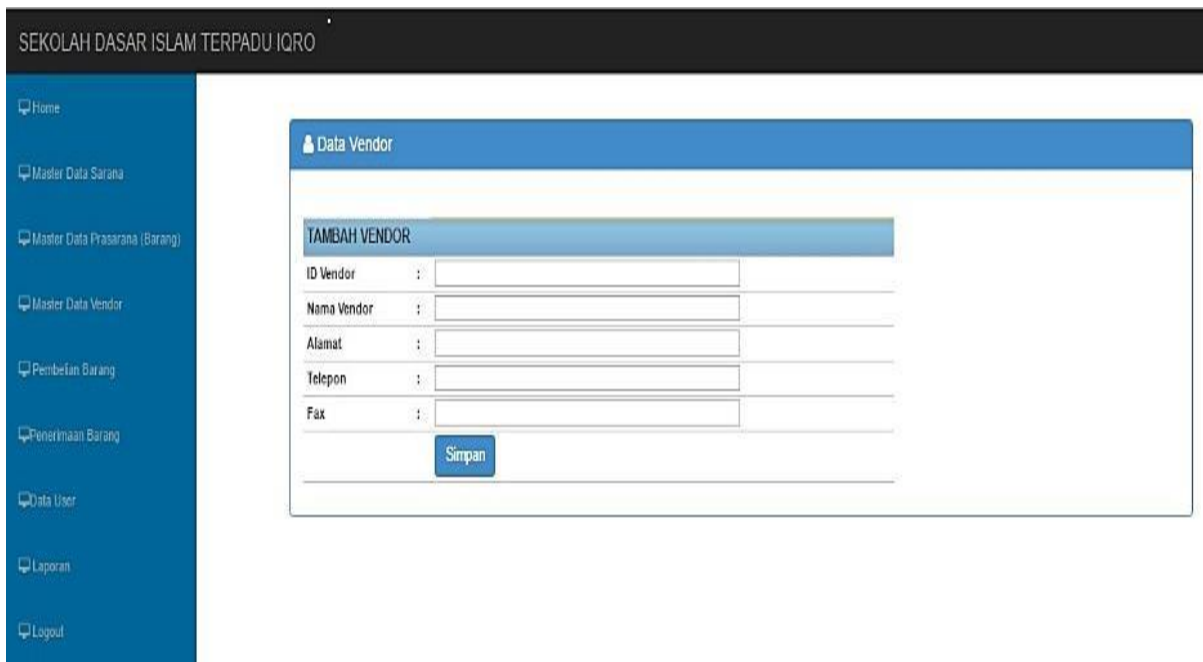 SEKOLAH DASAR ISLAM TERPADU IQRO
Home
Master Data Sarana
Master Data Prasarana (Barang)
Master Data Vendor
Pembelian Barang
Penerimaan Barang
Data User
Laporan
Logout
Data Vendor
TAMBAH VENDOR
ID Vendor :
Nama Vendor :
Alamat :
Telepon :
Fax :
Simpan